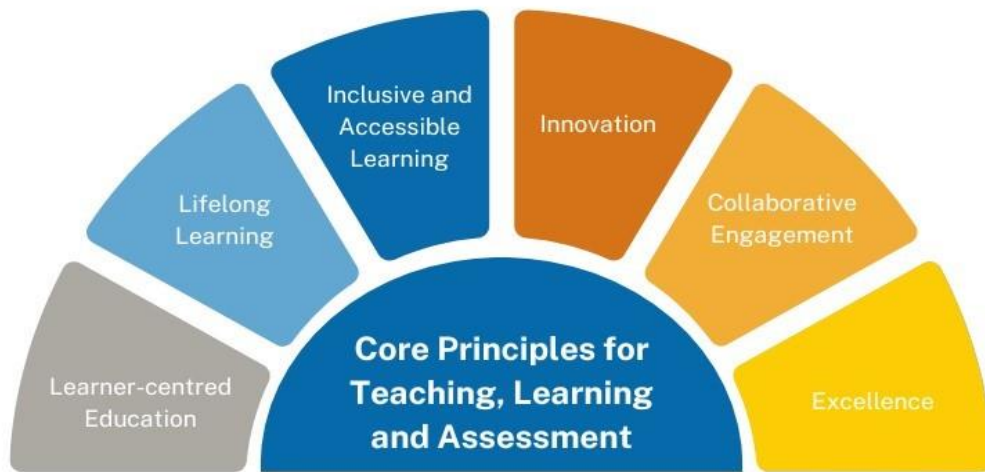 Learner-centred
Education
Lifelong
Learning
Inclusive and
Accessible
Learning
Innovation
Collaborative
Engagement
Excellence
Core Principles for
Teaching, Learning
and Assessment